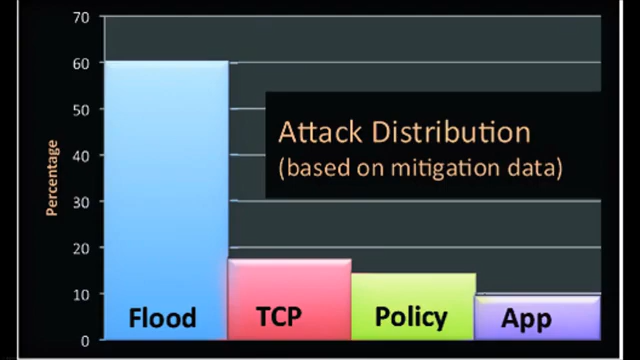 70
60
50
40
30
20
10
0
Percentage
Attack Distribution
(based on mitigation data)
Flood
TCP
Policy
App